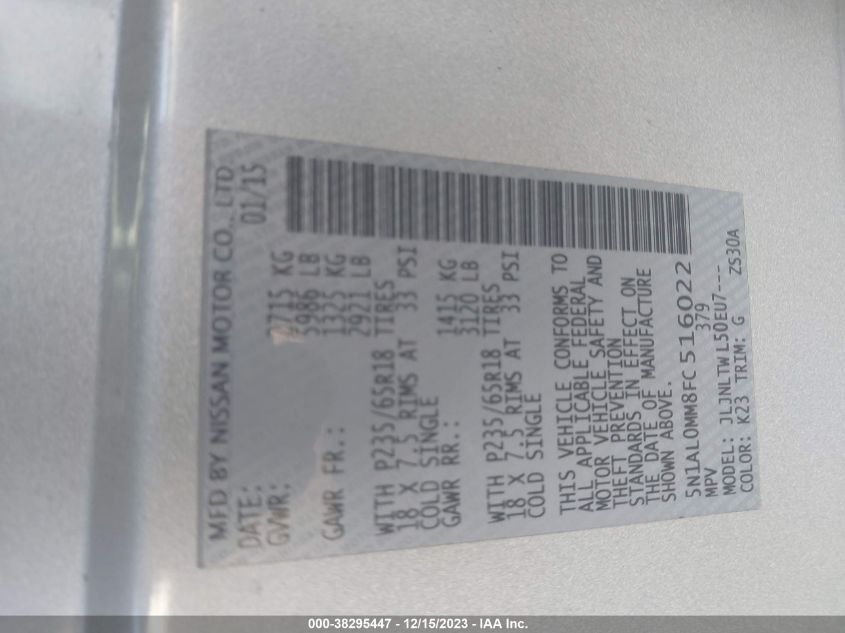 MFD BY NISSAN MOTOR CO., LTD
DATE: 01/15
GVWR: 2715 KG
5986 LB
GAWR FR.: 1325 KG
2921 LB
WITH P235/65R18 TIRES
18 X 7.5 RIMS AT 33 PSI
COLD SINGLE
GAWR RR.: 1415 KG
3120 LB
WITH P235/65R18 TIRES
18 X 7.5 RIMS AT 33 PSI
COLD SINGLE
THIS VEHICLE CONFORMS TO
ALL APPLICABLE FEDERAL
MOTOR VEHICLE SAFETY AND
THEFT PREVENTION
STANDARDS IN EFFECT ON
THE DATE OF MANUFACTURE
SHOWN ABOVE.
5N1AL0MM8FC516022
MPV 379
MODEL: JLJNLTWL50EU7---
COLOR: K23 TRIM: G ZS30A
000-38295447 - 12/15/2023 - IAA Inc.